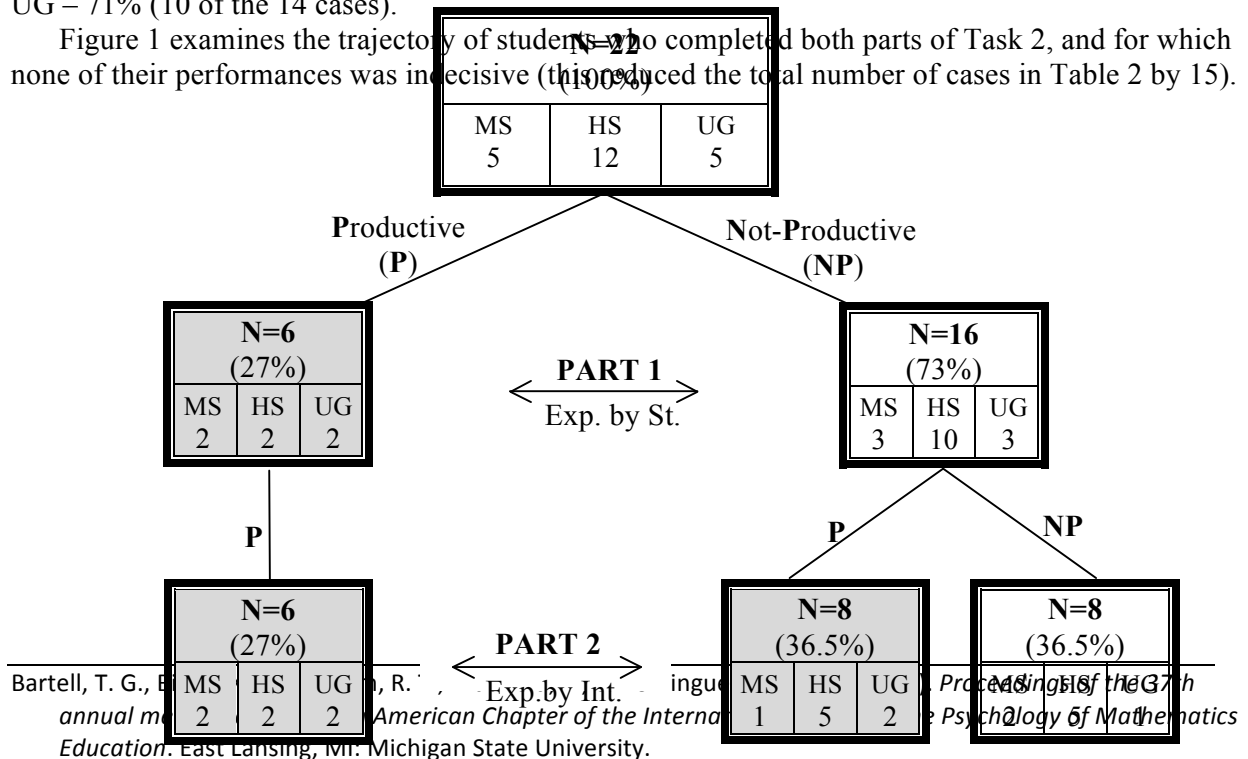 UG – 71% (10 of the 14 cases).
Figure 1 examines the trajectory of students who completed both parts of Task 2, and for which
none of their performances was indecisive (this reduced the total number of cases in Table 2 by 15).
N=22
(100%)
MS HS UG
5 12 5
Productive
(P)
Not-Productive
(NP)
N=6
(27%)
MS HS UG
2 2 2
PART 1
Exp. by St.
N=16
(73%)
MS HS UG
3 10 3
P
P
NP
N=6
(27%)
MS HS UG
2 2 2
PART 2
Exp.by Int.
N=8
(36.5%)
MS HS UG
1 5 2
N=8
(36.5%)
MS HS UG
2 5 1
Bartell, T. G., R. Proceedings of the 37th
annual American Chapter of the Psychology of Mathematics
Education. East Lansing, MI: Michigan State University.